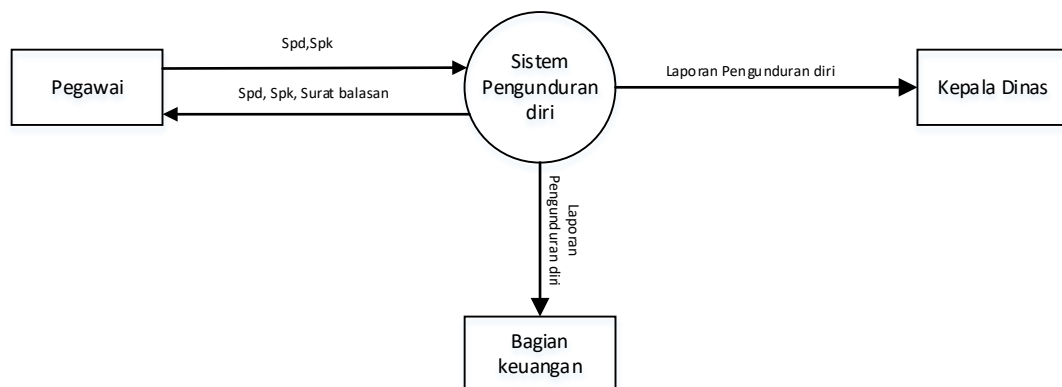 Spd,Spk
Pegawai
Spd, Spk, Surat balasan
Sistem
Pengunduran
diri
Laporan Pengunduran diri
Kepala Dinas
Laporan
Pengunduran diri
Bagian
keuangan